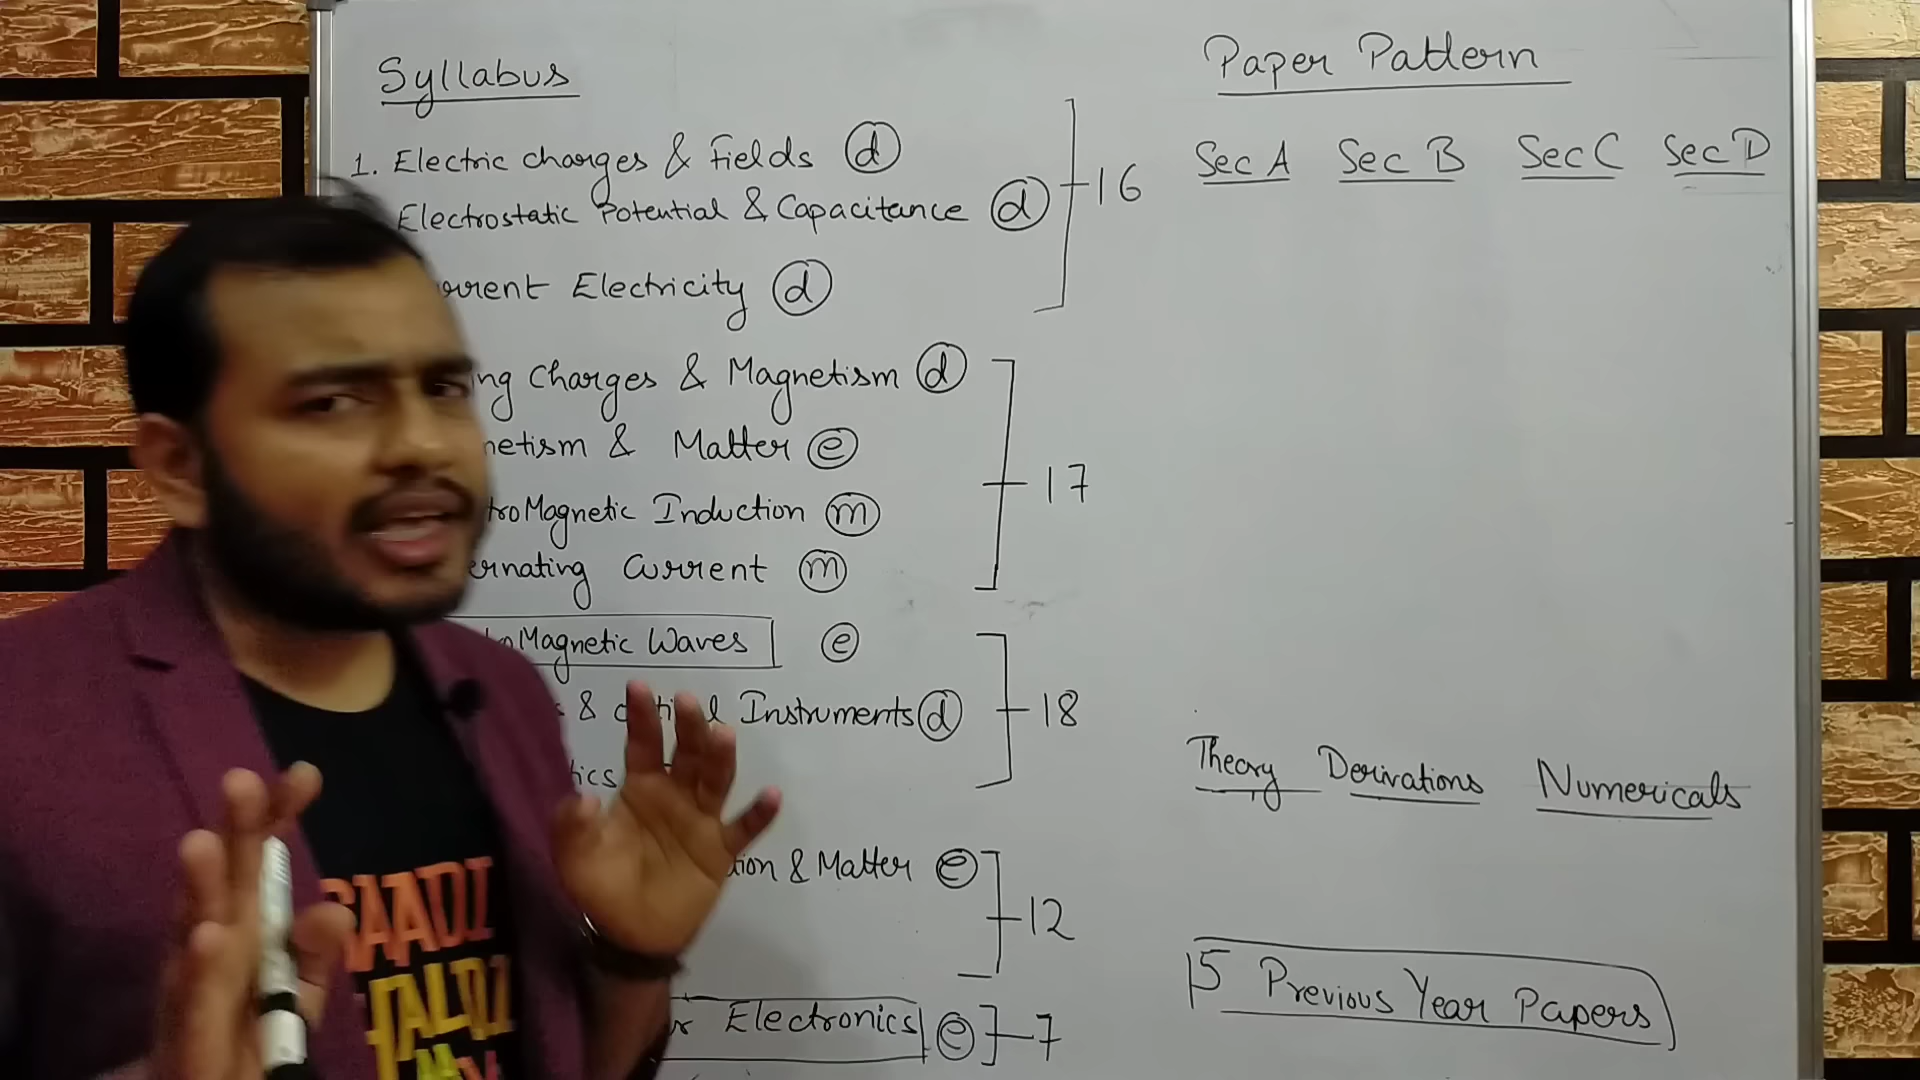 Syllabus
1. Electric charges & Fields (d)
Electrostatic Potential & Capacitance (d)
Electricity (d)
16
Charges & Magnetism (d)
& Matter (e)
Induction (m)
Current (m)
17
Magnetic Waves (e)
& Instruments (d)
18
& Matter (e)
12
Electronics (e)
7
Paper Pattern
Sec A Sec B Sec C Sec D
Theory Derivations Numericals
15 Previous Year Papers